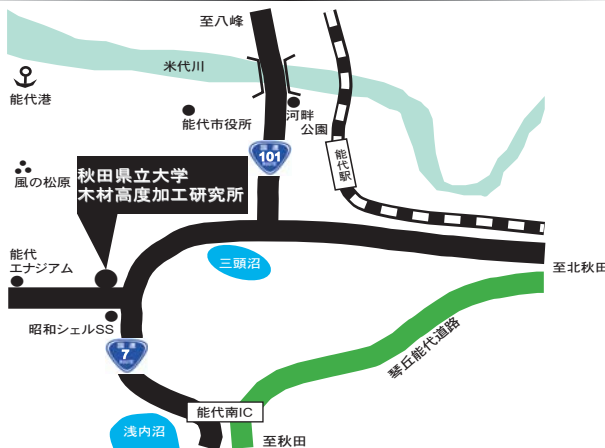 至八峰
米代川
能代港
能代市役所
河畔
公園
国道
101
能代駅
風の松原
秋田県立大学
木材高度加工研究所
能代
エナジアム
三頭沼
至北秋田
昭和シェルSS
国道
7
琴丘能代道路
能代南IC
浅内沼
至秋田